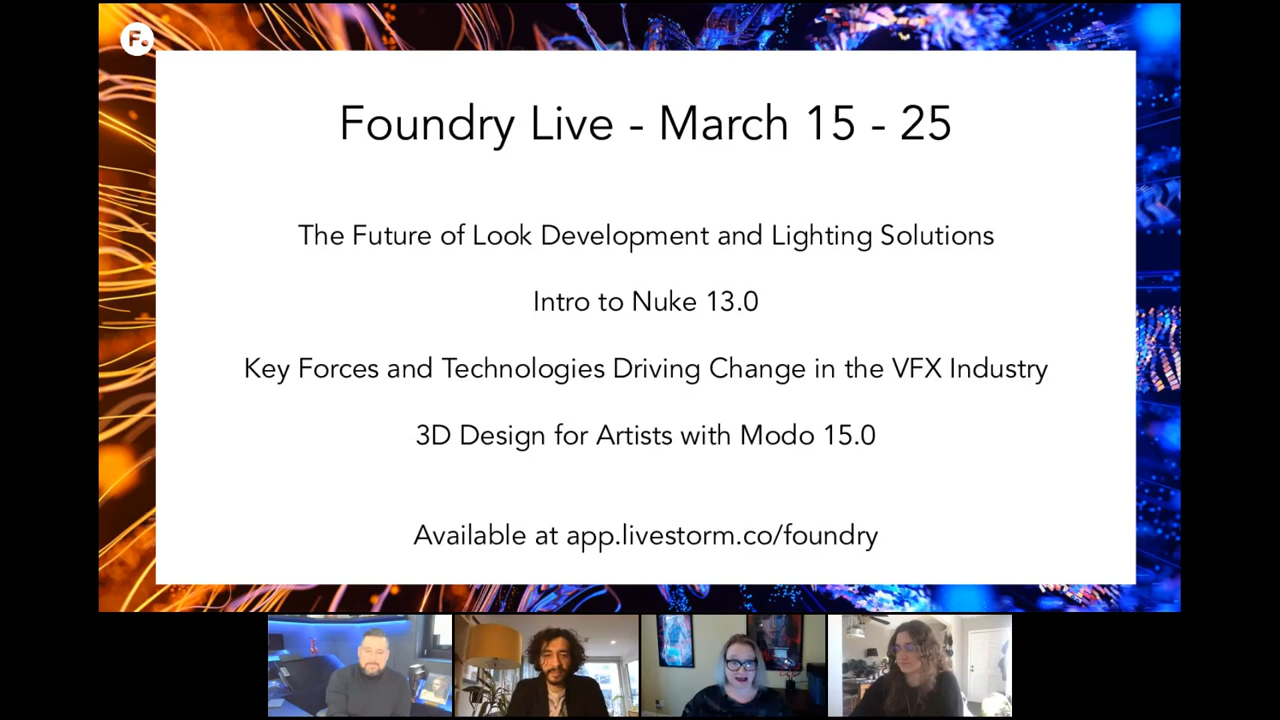 F.
Foundry Live - March 15 - 25
The Future of Look Development and Lighting Solutions
Intro to Nuke 13.0
Key Forces and Technologies Driving Change in the VFX Industry
3D Design for Artists with Modo 15.0
Available at app.livestorm.co/foundry